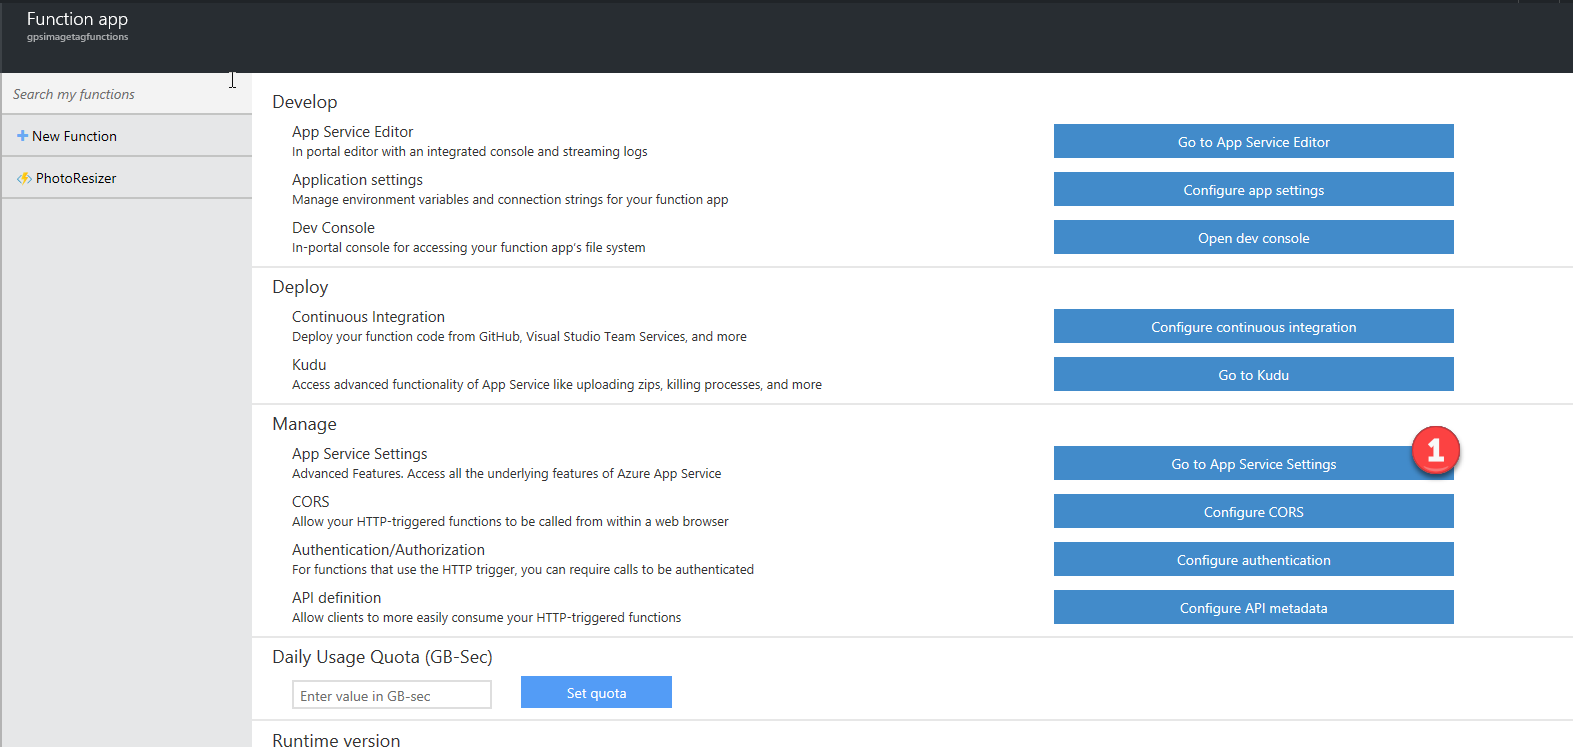 Function app
gpsimagetagfunctions
Search my functions
New Function
PhotoResizer
Develop
App Service Editor
In portal editor with an integrated console and streaming logs
Go to App Service Editor
Application settings
Manage environment variables and connection strings for your function app
Configure app settings
Dev Console
In-portal console for accessing your function app's file system
Open dev console
Deploy
Continuous Integration
Deploy your function code from GitHub, Visual Studio Team Services, and more
Configure continuous integration
Kudu
Access advanced functionality of App Service like uploading zips, killing processes, and more
Go to Kudu
Manage
App Service Settings
Advanced Features. Access all the underlying features of Azure App Service
Go to App Service Settings
1
CORS
Allow your HTTP-triggered functions to be called from within a web browser
Configure CORS
Authentication/Authorization
For functions that use the HTTP trigger, you can require calls to be authenticated
Configure authentication
API definition
Allow clients to more easily consume your HTTP-triggered functions
Configure API metadata
Daily Usage Quota (GB-Sec)
Enter value in GB-sec
Set quota
Runtime version